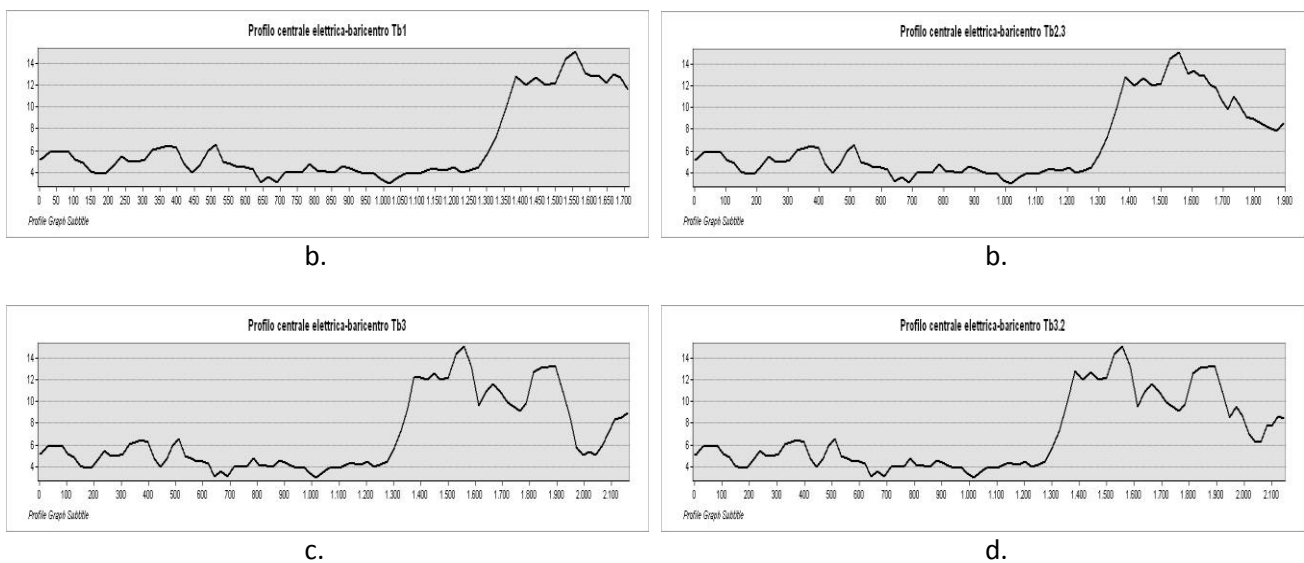 Profilo centrale elettrica-baricentro Tb1
14
12
10
8
6
4
0 50 100 150 200 250 300 350 400 450 500 550 600 650 700 750 800 850 900 950 1.000 1.050 1.100 1.150 1.200 1.250 1.300 1.350 1.400 1.450 1.500 1.550 1.600 1.650 1.700
Profile Graph Subtitle
b.
Profilo centrale elettrica-baricentro Tb2.3
14
12
10
8
6
4
0 100 200 300 400 500 600 700 800 900 1.000 1.100 1.200 1.300 1.400 1.500 1.600 1.700 1.800 1.900
Profile Graph Subtitle
b.
Profilo centrale elettrica-baricentro Tb3
14
12
10
8
6
4
0 100 200 300 400 500 600 700 800 900 1.000 1.100 1.200 1.300 1.400 1.500 1.600 1.700 1.800 1.900 2.000 2.100
Profile Graph Subtitle
c.
Profilo centrale elettrica-baricentro Tb3.2
14
12
10
8
6
4
0 100 200 300 400 500 600 700 800 900 1.000 1.100 1.200 1.300 1.400 1.500 1.600 1.700 1.800 1.900 2.000 2.100
Profile Graph Subtitle
d.